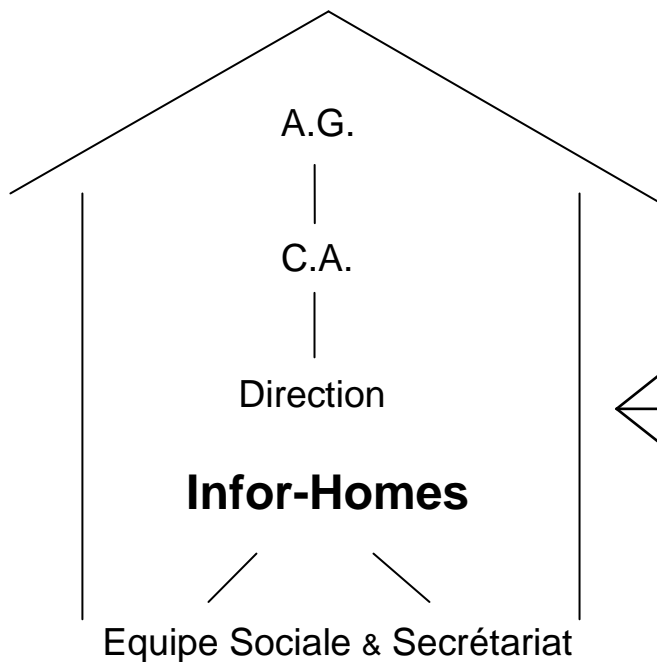 A.G.
C.A.
Direction
Infor-Homes
Equipe Sociale & Secrétariat